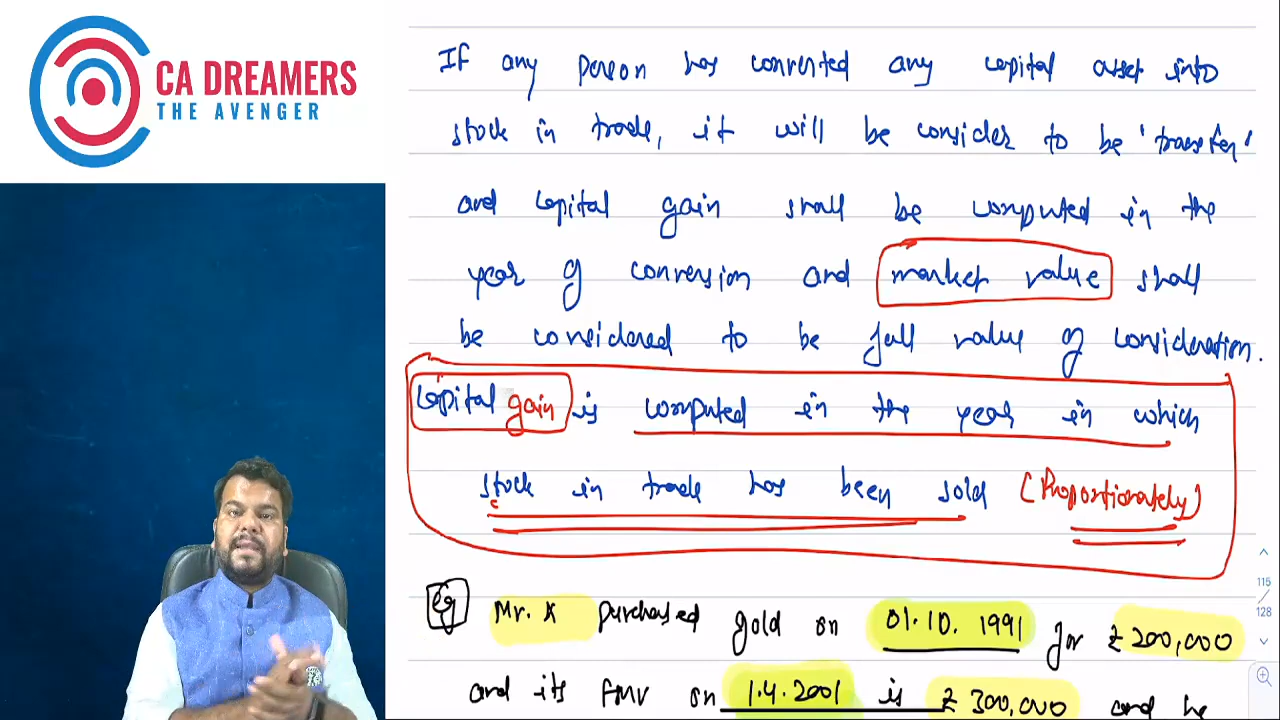 CA DREAMERS
THE AVENGER
If any person has converted any capital asset into
stock in trade, it will be consider to be 'transfer'
and capital gain shall be computed in the
year of conversion and market value shall
be considered to be full value of consideration.
Capital gain is computed in the year in which
stock in trade has been sold (Proportionately)
Eg Mr. X purchased gold on 01.10.1991 for ₹ 200,000
and its FMV on 1.4.2001 is ₹ 300,000 and he
115
/
128